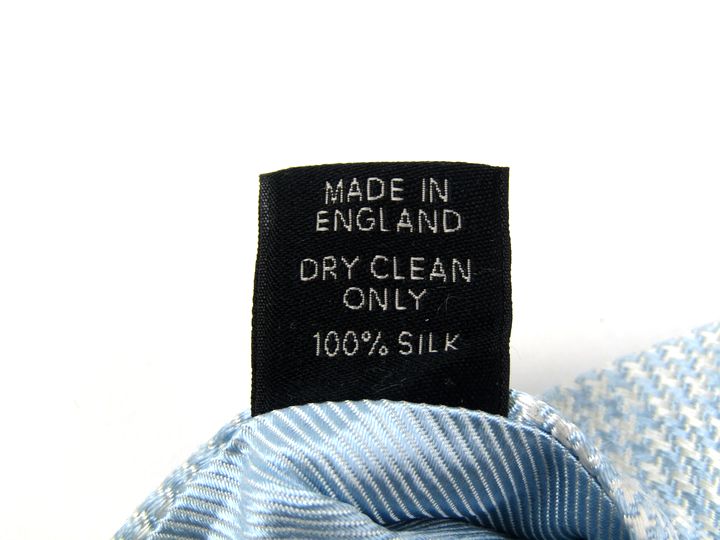 MADE IN
ENGLAND
DRY CLEAN
ONLY
100% SILK